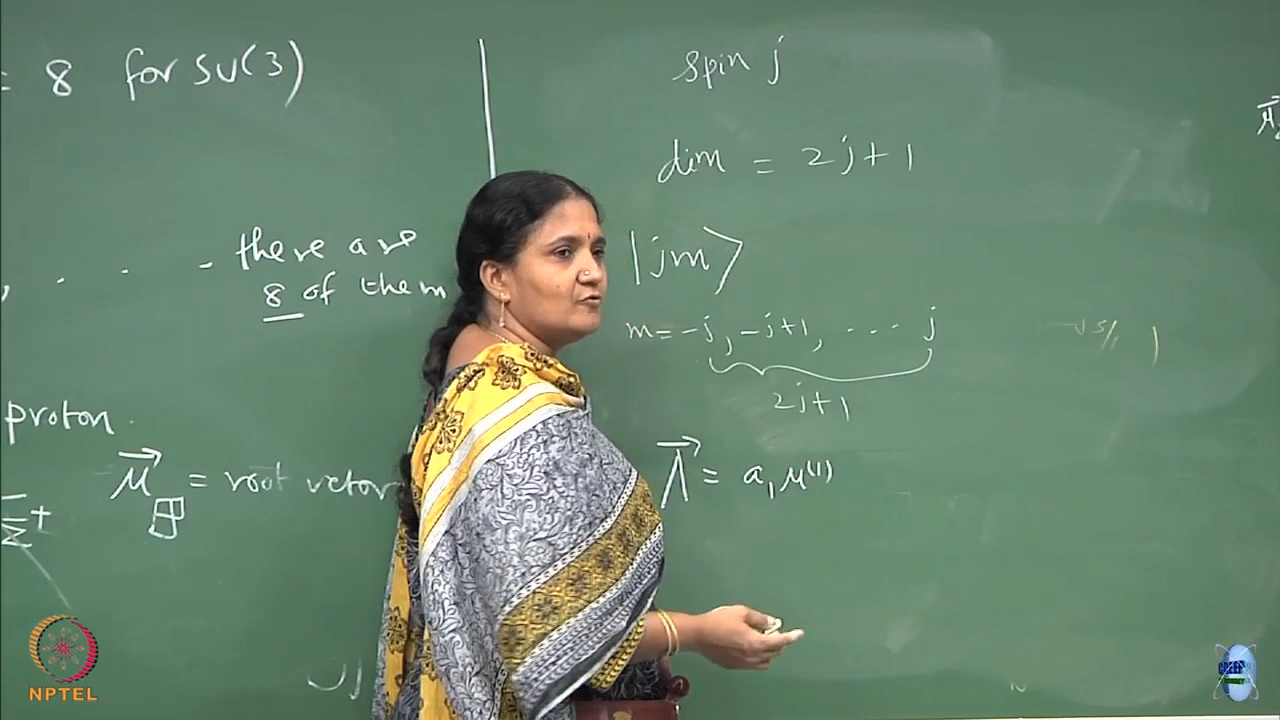 = 8 for SU(3)
there are
8 of them
proton.
μ⃗ = root vector
Σ+
spin j
dim = 2j+1
|jm>
m = -j, -j+1, ... j
2j+1
Λ⃗ = a₁ μ⁽¹⁾
NPTEL